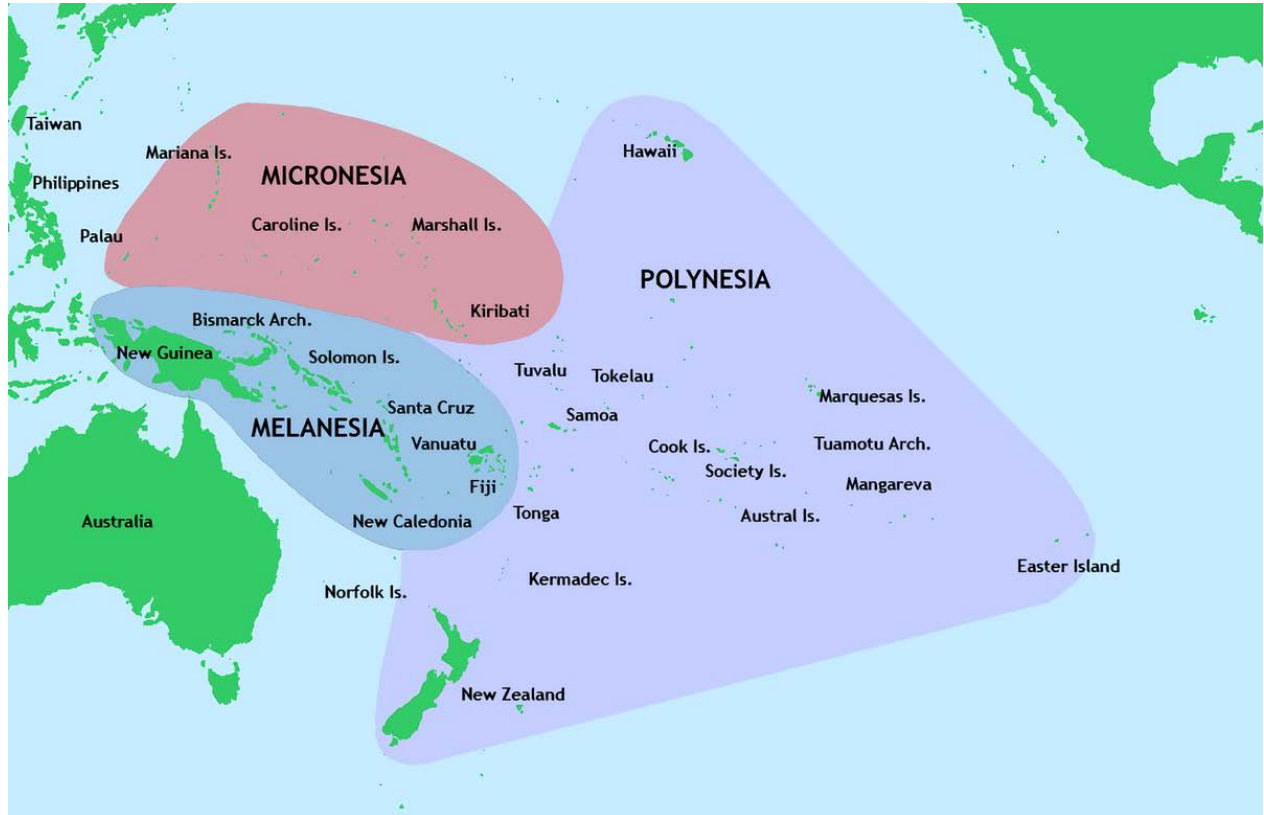 Taiwan
Hawaii
Mariana Is.
MICRONESIA
Philippines
Caroline Is.
Marshall Is.
Palau
POLYNESIA
Kiribati
Bismarck Arch.
New Guinea
Solomon Is.
Tuvalu
Tokelau
Marquesas Is.
Santa Cruz
Samoa
MELANESIA
Vanuatu
Cook Is.
Tuamotu Arch.
Society Is.
Fiji
Mangareva
Tonga
Austral Is.
Australia
New Caledonia
Easter Island
Kermadec Is.
Norfolk Is.
New Zealand